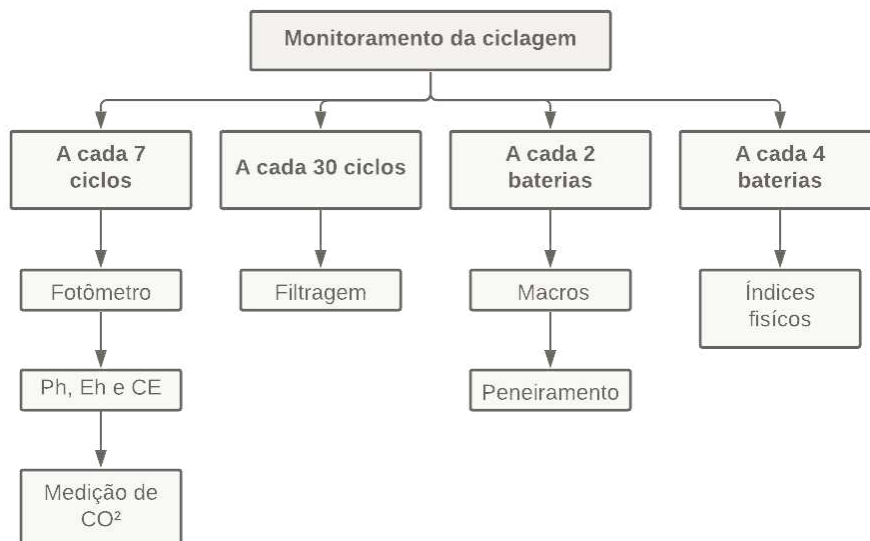 Monitoramento da ciclagem
A cada 7
ciclos
A cada 30 ciclos
A cada 2
baterias
A cada 4
baterias
Fotômetro
Filtragem
Macros
Índices
fisícos
Ph, Eh e CE
Peneiramento
Medição de
CO²